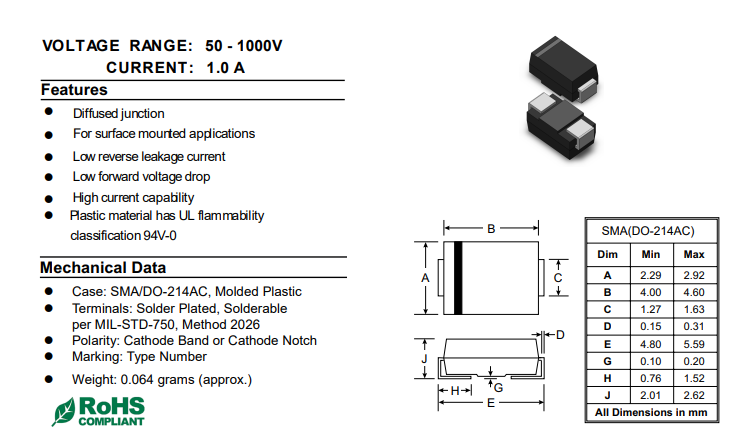 VOLTAGE RANGE: 50 - 1000V
CURRENT: 1.0 A
Features
● Diffused junction
● For surface mounted applications
● Low reverse leakage current
● Low forward voltage drop
● High current capability
● Plastic material has UL flammability
classification 94V-0
Mechanical Data
● Case: SMA/DO-214AC, Molded Plastic
● Terminals: Solder Plated, Solderable
per MIL-STD-750, Method 2026
● Polarity: Cathode Band or Cathode Notch
● Marking: Type Number
● Weight: 0.064 grams (approx.)
RoHS
COMPLIANT
B
A
C
D
J
G
H
E
SMA(DO-214AC)
Dim Min Max
A 2.29 2.92
B 4.00 4.60
C 1.27 1.63
D 0.15 0.31
E 4.80 5.59
G 0.10 0.20
H 0.76 1.52
J 2.01 2.62
All Dimensions in mm